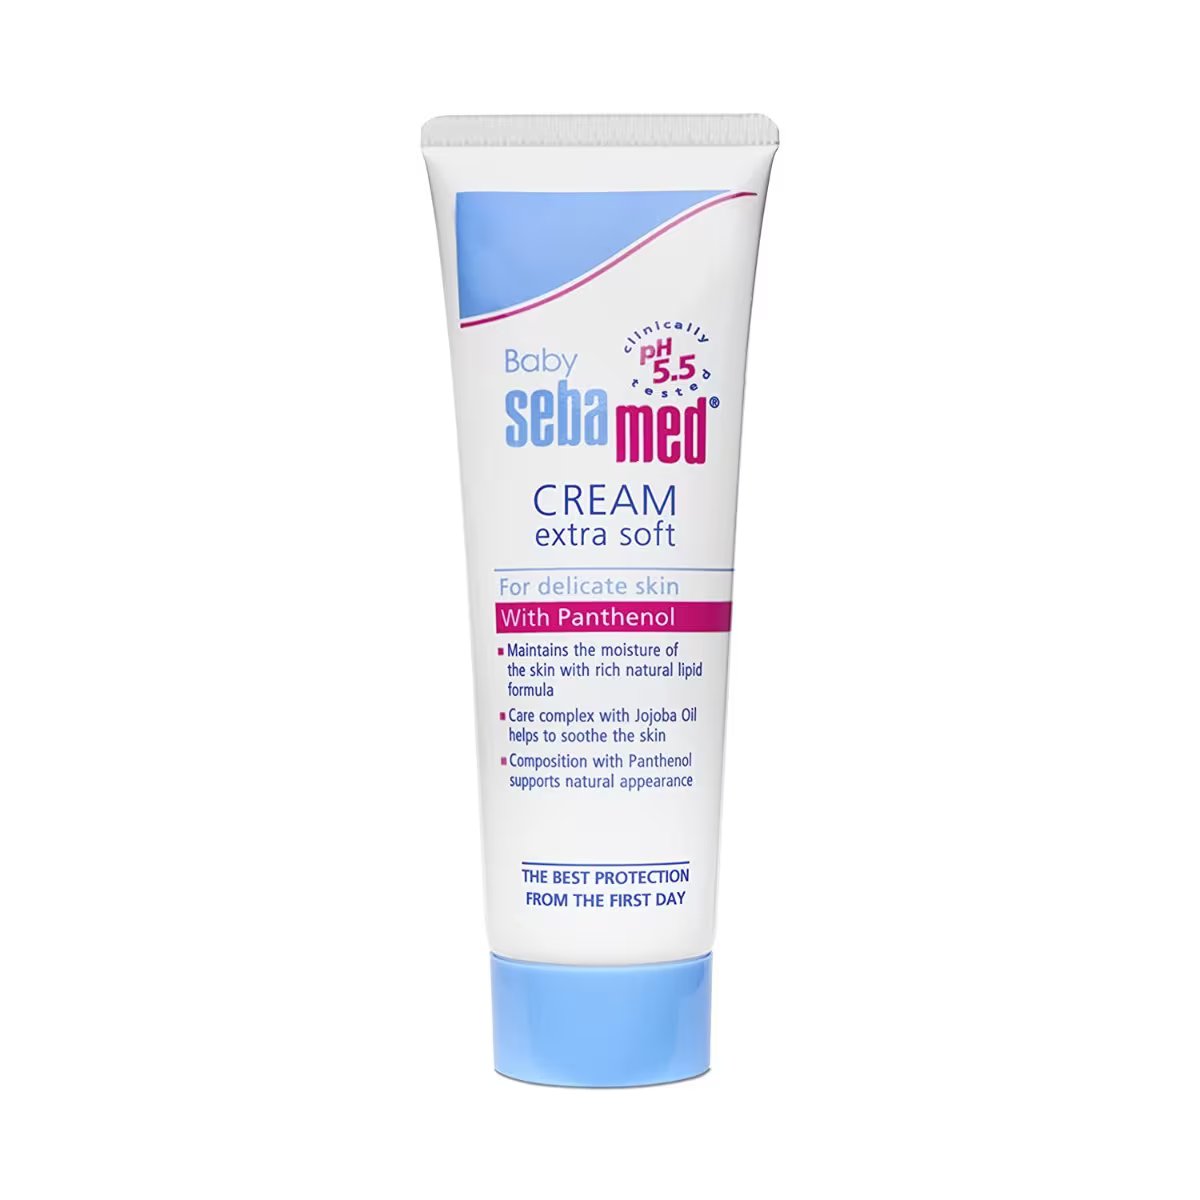 clinically
pH
5.5
tested
Baby
sebamed®
CREAM
extra soft
For delicate skin
With Panthenol
Maintains the moisture of
the skin with rich natural lipid
formula
Care complex with Jojoba Oil
helps to soothe the skin
Composition with Panthenol
supports natural appearance
THE BEST PROTECTION
FROM THE FIRST DAY